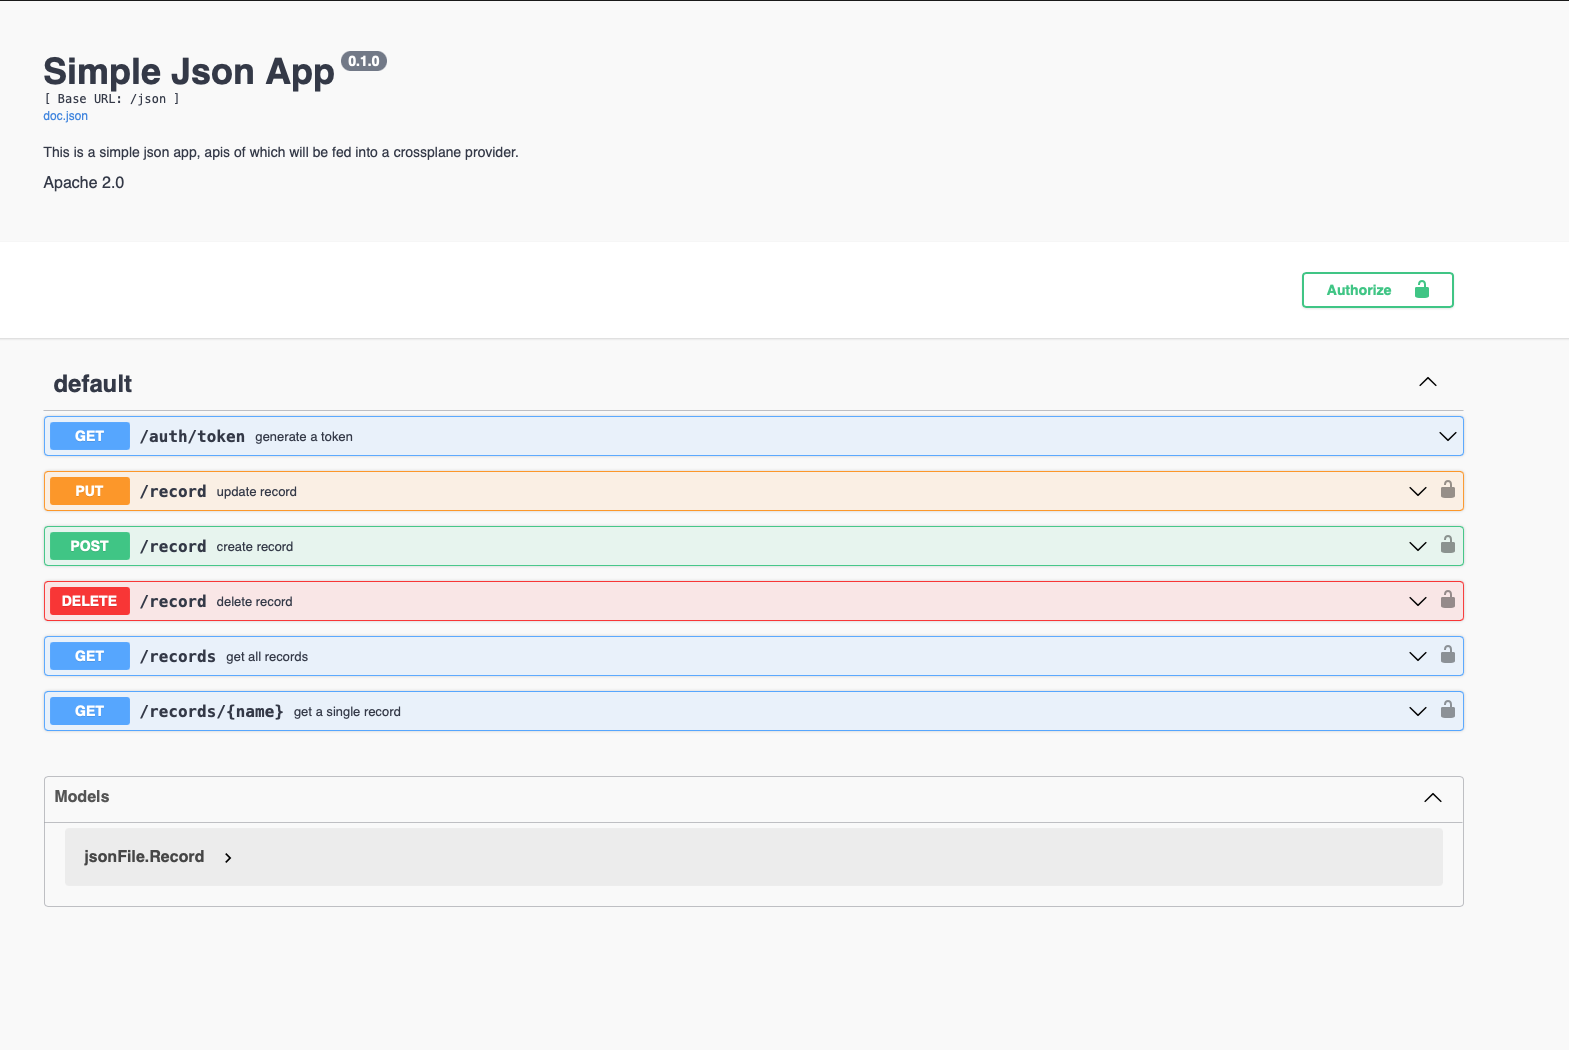 Simple Json App 0.1.0
[ Base URL: /json ]
doc.json
This is a simple json app, apis of which will be fed into a crossplane provider.
Apache 2.0
Authorize
default
GET /auth/token generate a token
PUT /record update record
POST /record create record
DELETE /record delete record
GET /records get all records
GET /records/{name} get a single record
Models
jsonFile.Record